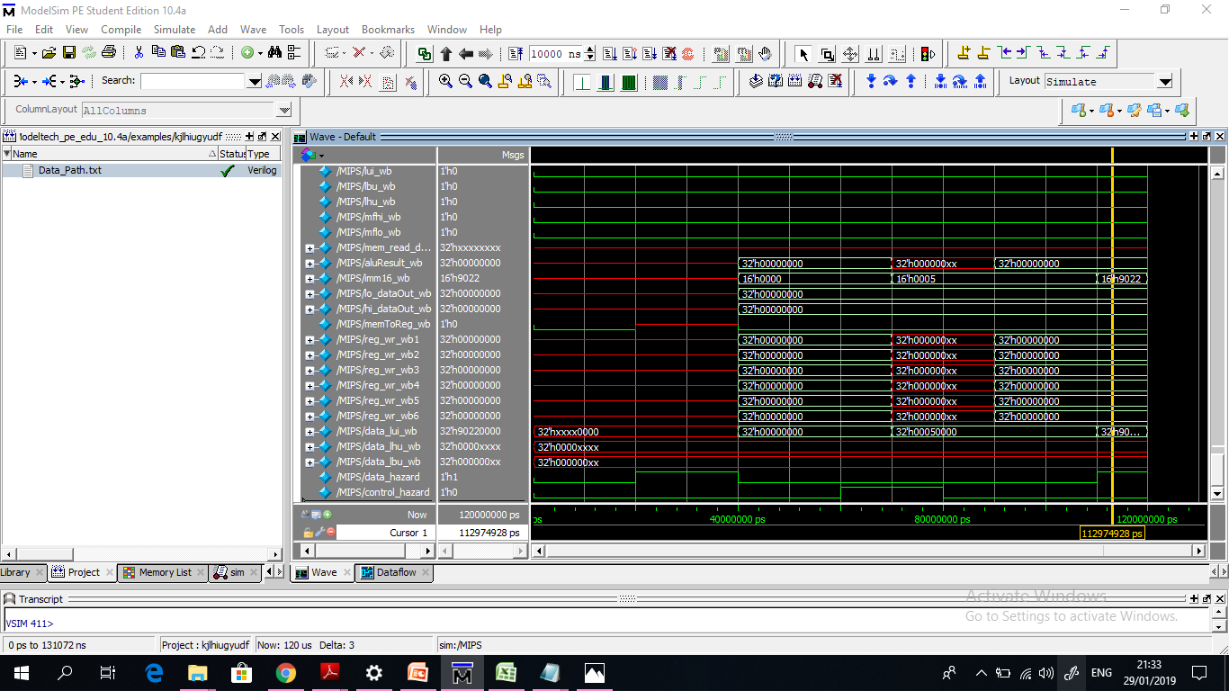 ModelSim PE Student Edition 10.4a
File Edit View Compile Simulate Add Wave Tools Layout Bookmarks Window Help
10000 ns
Search:
Layout Simulate
ColumnLayout AllColumns
lodeltech_pe_edu_10.4a/examples/kjlhiugyudf
Wave - Default
Name Status Type
Msgs
Data_Path.txt Verilog
/MIPS/lui_wb 1'h0
/MIPS/lbu_wb 1'h0
/MIPS/lhu_wb 1'h0
/MIPS/mfhi_wb 1'h0
/MIPS/mflo_wb 1'h0
/MIPS/mem_read_d... 32'hxxxxxxxx
/MIPS/aluResult_wb 32'h00000000 32'h00000000 32'h000000xx 32'h00000000
/MIPS/imm16_wb 16'h9022 16'h0000 16'h0005 16'h9022
/MIPS/lo_dataOut_wb 32'h00000000 32'h00000000
/MIPS/hi_dataOut_wb 32'h00000000 32'h00000000
/MIPS/memToReg_wb 1'h0
/MIPS/reg_wr_wb1 32'h00000000 32'h00000000 32'h000000xx 32'h00000000
/MIPS/reg_wr_wb2 32'h00000000 32'h00000000 32'h000000xx 32'h00000000
/MIPS/reg_wr_wb3 32'h00000000 32'h00000000 32'h000000xx 32'h00000000
/MIPS/reg_wr_wb4 32'h00000000 32'h00000000 32'h000000xx 32'h00000000
/MIPS/reg_wr_wb5 32'h00000000 32'h00000000 32'h000000xx 32'h00000000
/MIPS/reg_wr_wb6 32'h00000000 32'h00000000 32'h000000xx 32'h00000000
/MIPS/data_lui_wb 32'h90220000 32'hxxxx0000 32'h00000000 32'h00050000 32'h90...
/MIPS/data_lhu_wb 32'h0000xxxx 32'h0000xxxx
/MIPS/data_lbu_wb 32'h000000xx 32'h000000xx
/MIPS/data_hazard 1'h1
/MIPS/control_hazard 1'h0
Now 120000000 ps ps 40000000 ps 80000000 ps 120000000 ps
Cursor 1 112974928 ps 112974928 ps
Library Project Memory List sim Wave Dataflow
Transcript
Activate Windows
Go to Settings to activate Windows.
VSIM 411>
0 ps to 131072 ns Project : kjlhiugyudf Now: 120 us Delta: 3 sim:/MIPS
ENG
21:33
29/01/2019